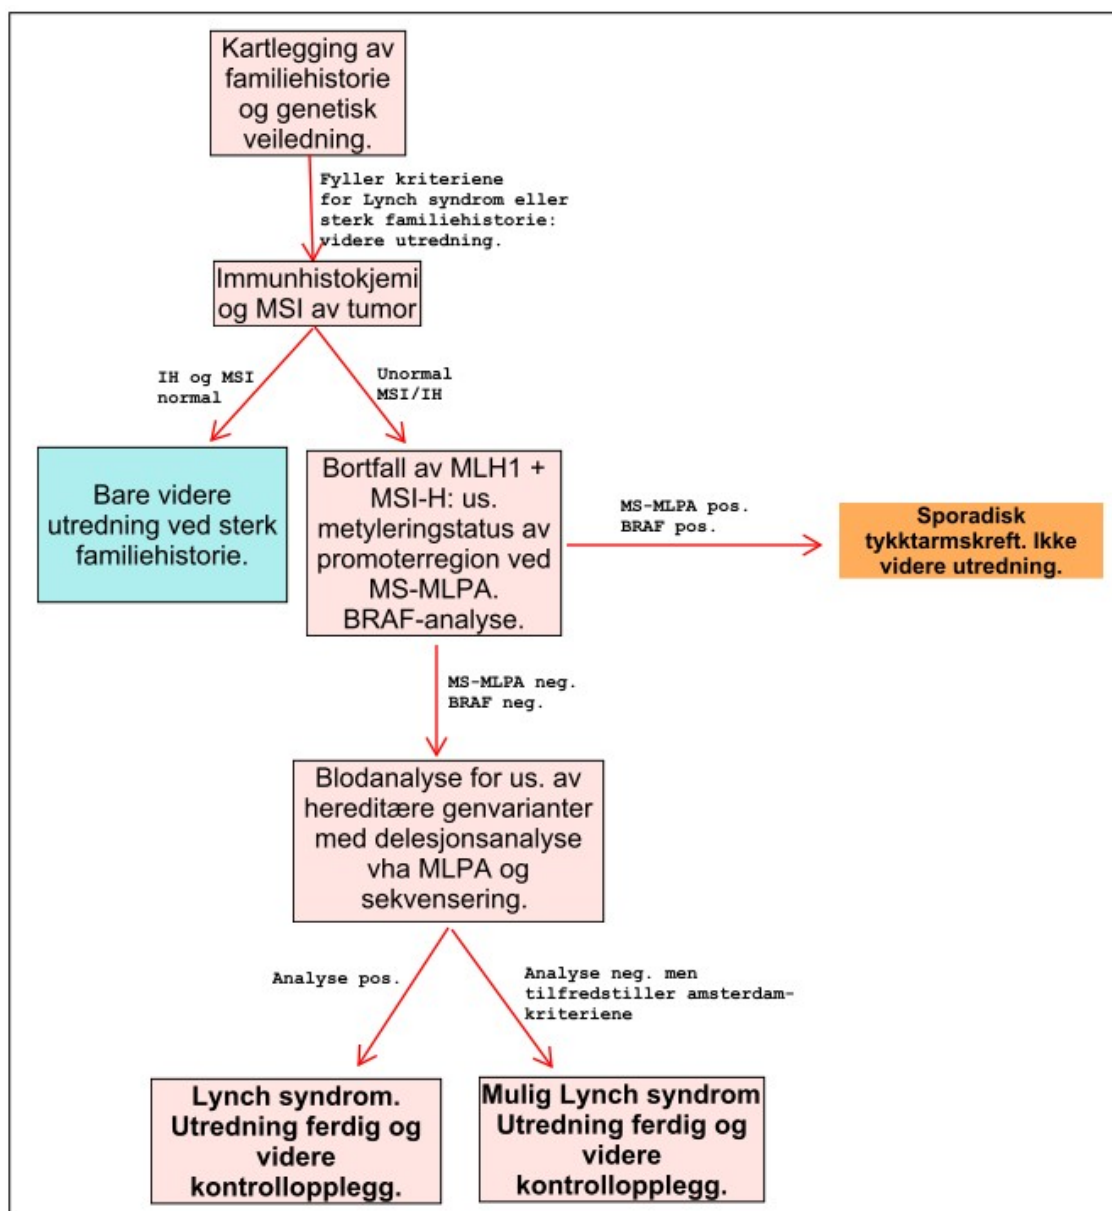 Kartlegging av
familiehistorie
og genetisk
veiledning.
Fyller kriteriene
for Lynch syndrom eller
sterk familiehistorie:
videre utredning.
Immunhistokjemi
og MSI av tumor
IH og MSI
normal
Unormal
MSI/IH
Bare videre
utredning ved sterk
familiehistorie.
Bortfall av MLH1 +
MSI-H: us.
metyleringstatus av
promoterregion ved
MS-MLPA.
BRAF-analyse.
MS-MLPA pos.
BRAF pos.
Sporadisk
tykktarmskreft. Ikke
videre utredning.
MS-MLPA neg.
BRAF neg.
Blodanalyse for us. av
hereditære genvarianter
med delesjonsanalyse
vha MLPA og
sekvensering.
Analyse pos.
Analyse neg. men
tilfredstiller amsterdam-
kriteriene
Lynch syndrom.
Utredning ferdig og
videre
kontrollopplegg.
Mulig Lynch syndrom
Utredning ferdig og
videre
kontrollopplegg.